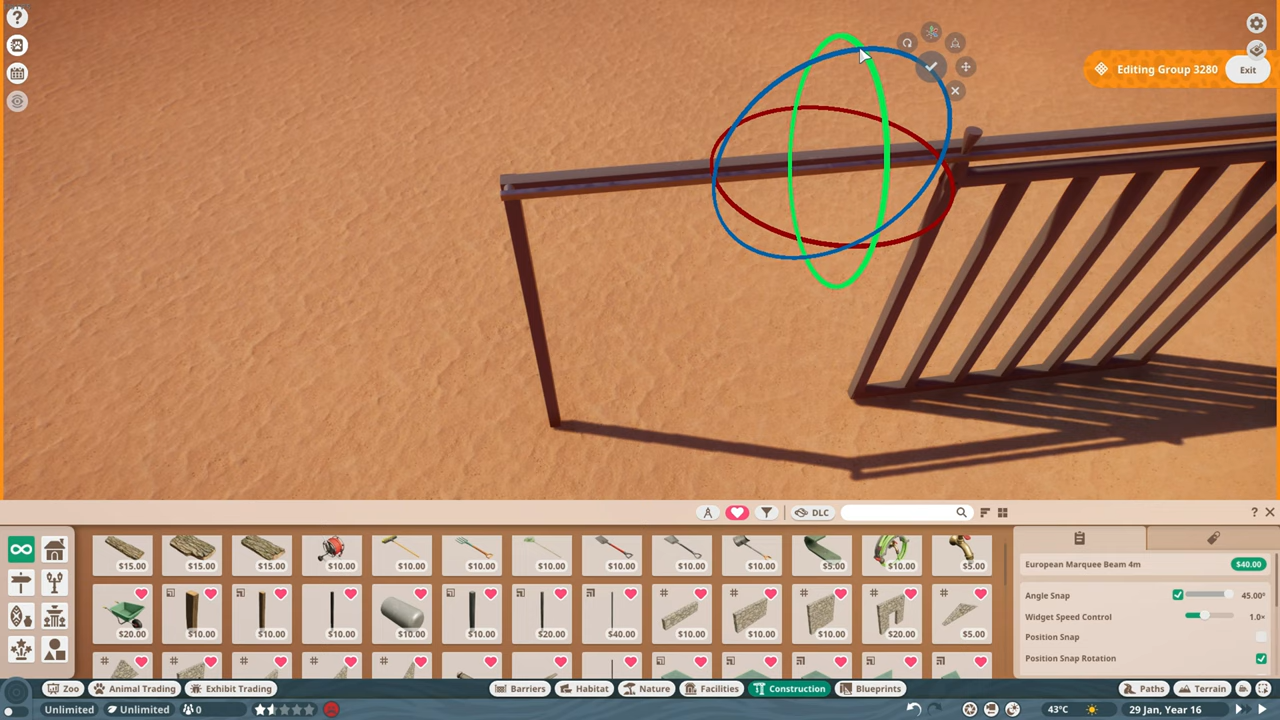 ?
Editing Group 3280
Exit
DLC
? ×
$15.00 $15.00 $15.00 $10.00 $10.00 $10.00 $10.00 $10.00 $10.00 $10.00 $5.00 $10.00 $5.00
$20.00 $10.00 $10.00 $10.00 $10.00 $10.00 $20.00 $40.00 $10.00 $10.00 $10.00 $20.00 $5.00
European Marquee Beam 4m $40.00
Angle Snap 45.00°
Widget Speed Control 1.0×
Position Snap
Position Snap Rotation
Zoo Animal Trading Exhibit Trading Barriers Habitat Nature Facilities Construction Blueprints Paths Terrain
Unlimited Unlimited 0 43°C 29 Jan, Year 16